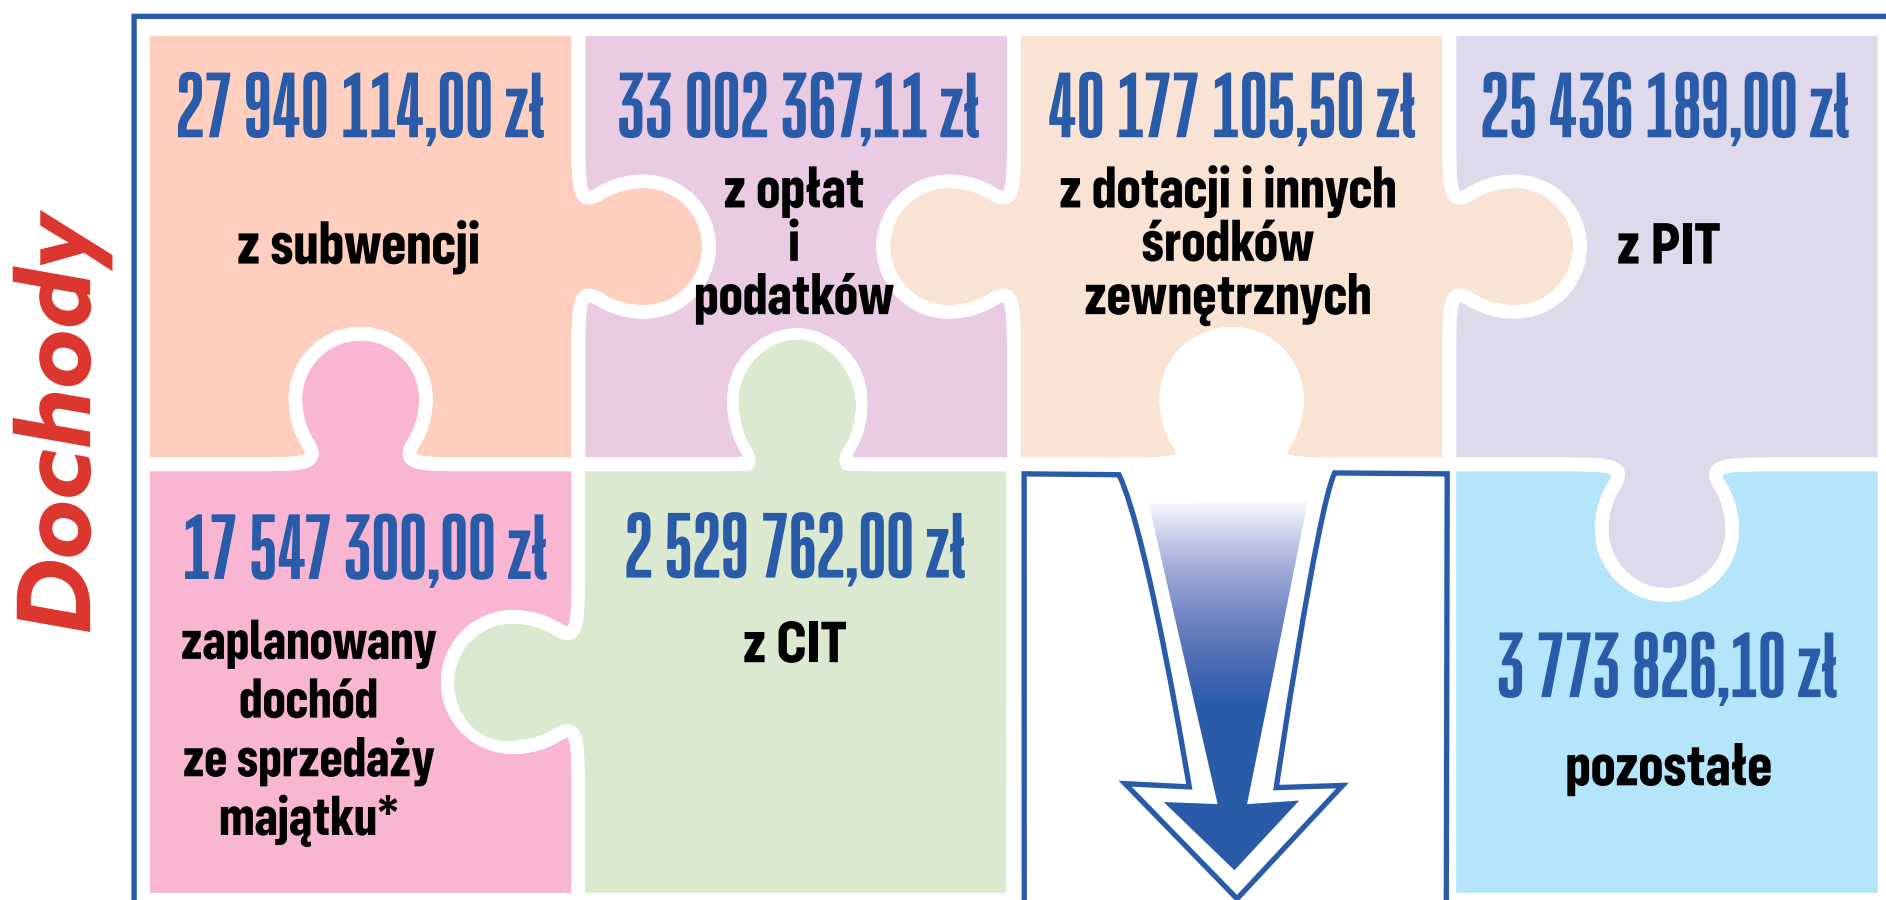 Dochody
27 940 114,00 zł
z subwencji
33 002 367,11 zł
z opłat
i
podatków
40 177 105,50 zł
z dotacji i innych
środków
zewnętrznych
25 436 189,00 zł
z PIT
17 547 300,00 zł
zaplanowany
dochód
ze sprzedaży
majątku*
2 529 762,00 zł
z CIT
3 773 826,10 zł
pozostałe